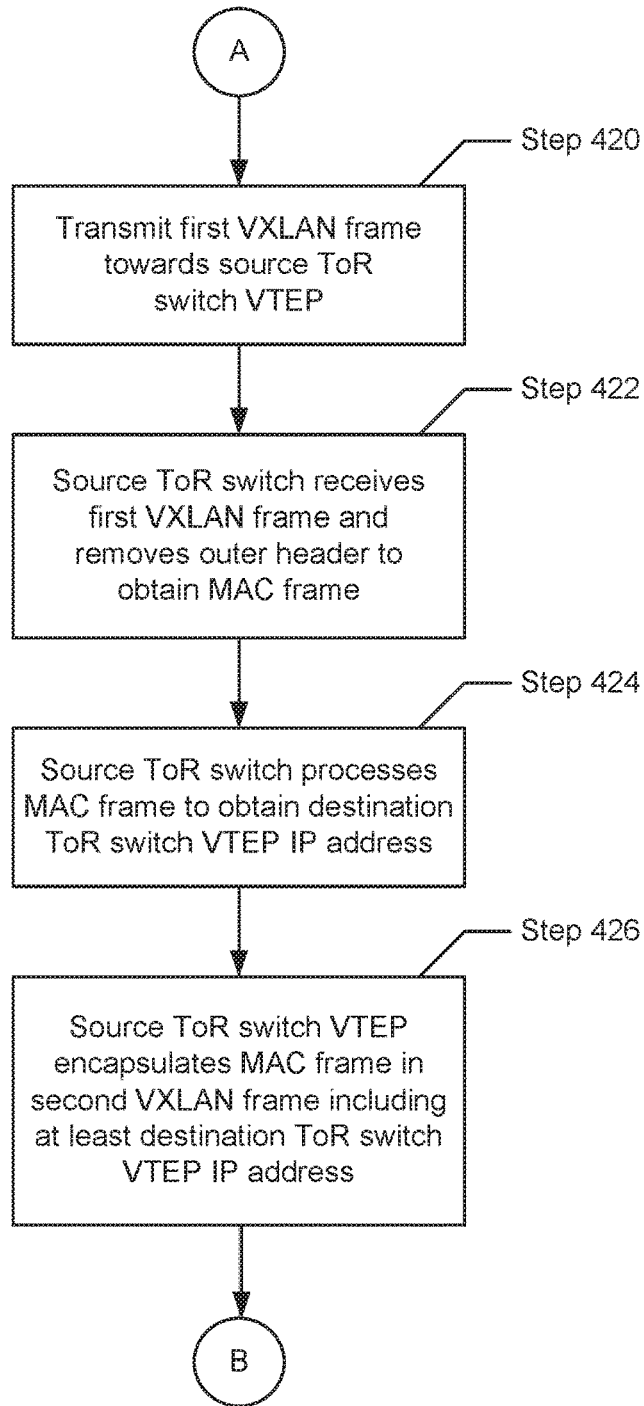 A
Step 420
Transmit first VXLAN frame
towards source ToR
switch VTEP
Step 422
Source ToR switch receives
first VXLAN frame and
removes outer header to
obtain MAC frame
Step 424
Source ToR switch processes
MAC frame to obtain destination
ToR switch VTEP IP address
Step 426
Source ToR switch VTEP
encapsulates MAC frame in
second VXLAN frame including
at least destination ToR switch
VTEP IP address
B